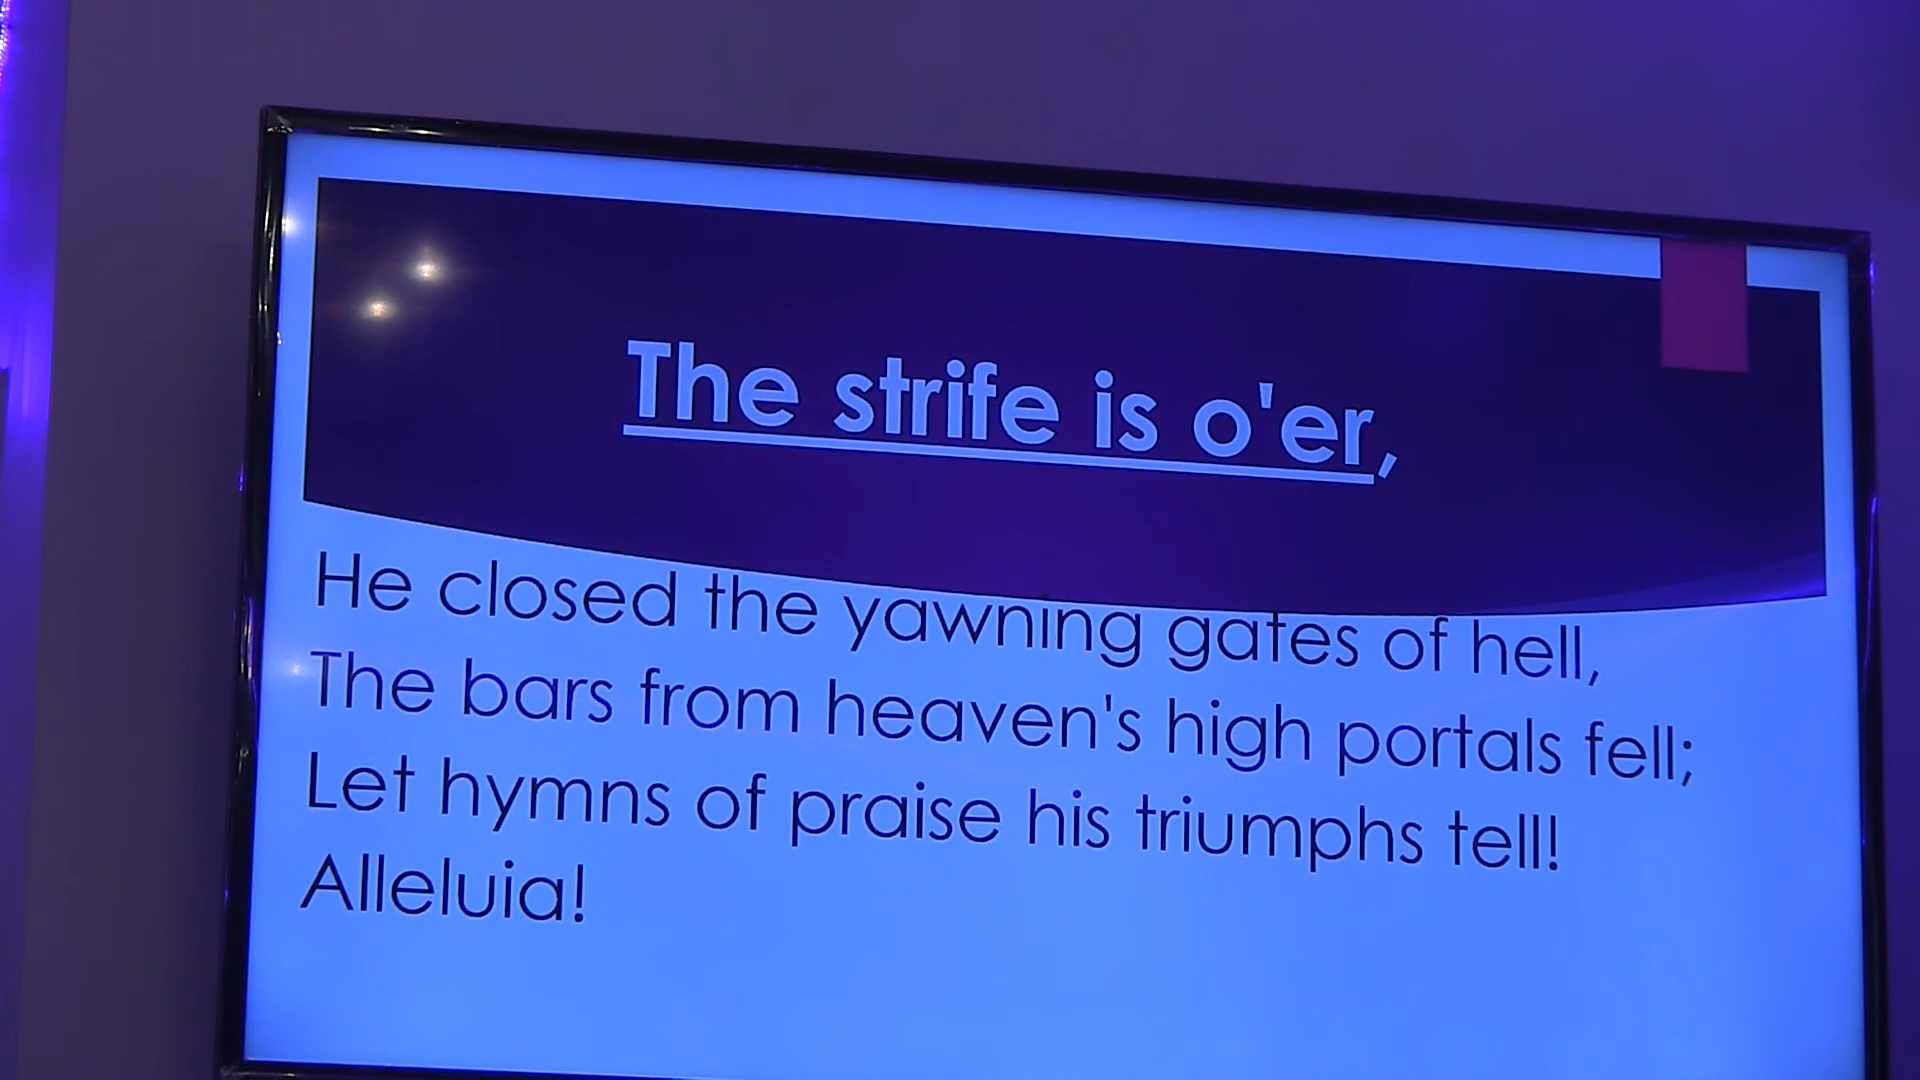 The strife is o'er,
He closed the yawning gates of hell,
The bars from heaven's high portals fell;
Let hymns of praise his triumphs tell!
Alleluia!